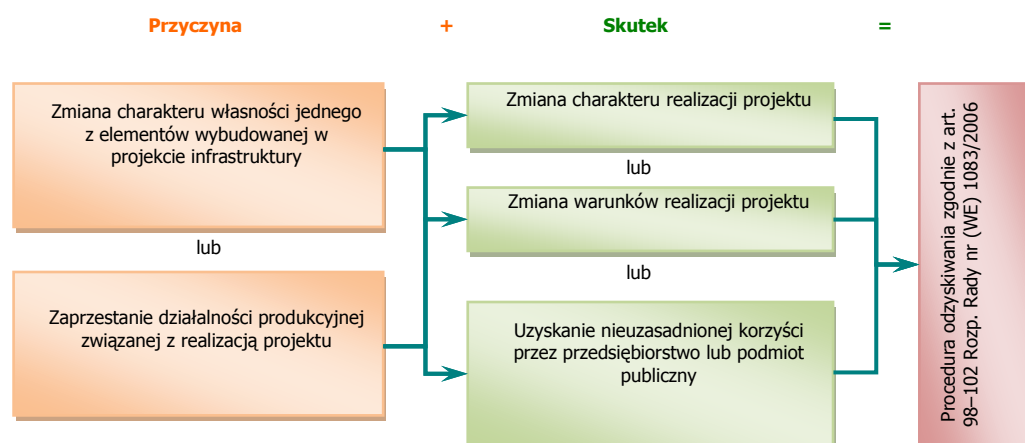 Przyczyna + Skutek =
Zmiana charakteru własności jednego
z elementów wybudowanej w
projekcie infrastruktury
lub
Zaprzestanie działalności produkcyjnej
związanej z realizacją projektu
Zmiana charakteru realizacji projektu
lub
Zmiana warunków realizacji projektu
lub
Uzyskanie nieuzasadnionej korzyści
przez przedsiębiorstwo lub podmiot
publiczny
Procedura odzyskiwania zgodnie z art.
98–102 Rozp. Rady nr (WE) 1083/2006